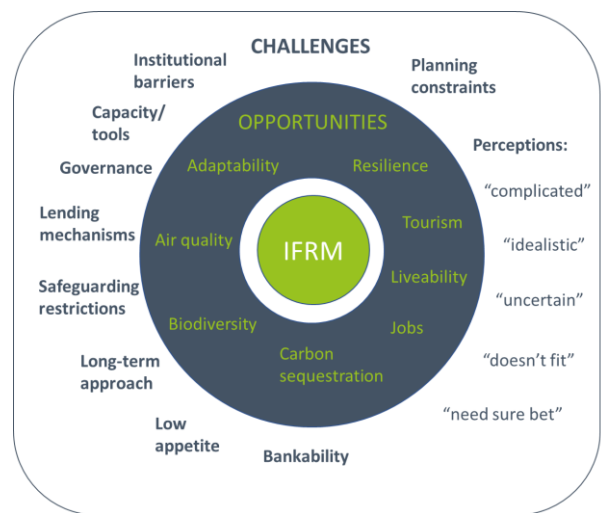 CHALLENGES
Institutional
barriers
Planning
constraints
Capacity/
tools
OPPORTUNITIES
Governance
Adaptability
Resilience
Perceptions:
"complicated"
Lending
mechanisms
Air quality
IFRM
Tourism
"idealistic"
Safeguarding
restrictions
Liveability
"uncertain"
Biodiversity
Jobs
Long-term
approach
Carbon
sequestration
"doesn't fit"
Low
appetite
Bankability
"need sure bet"